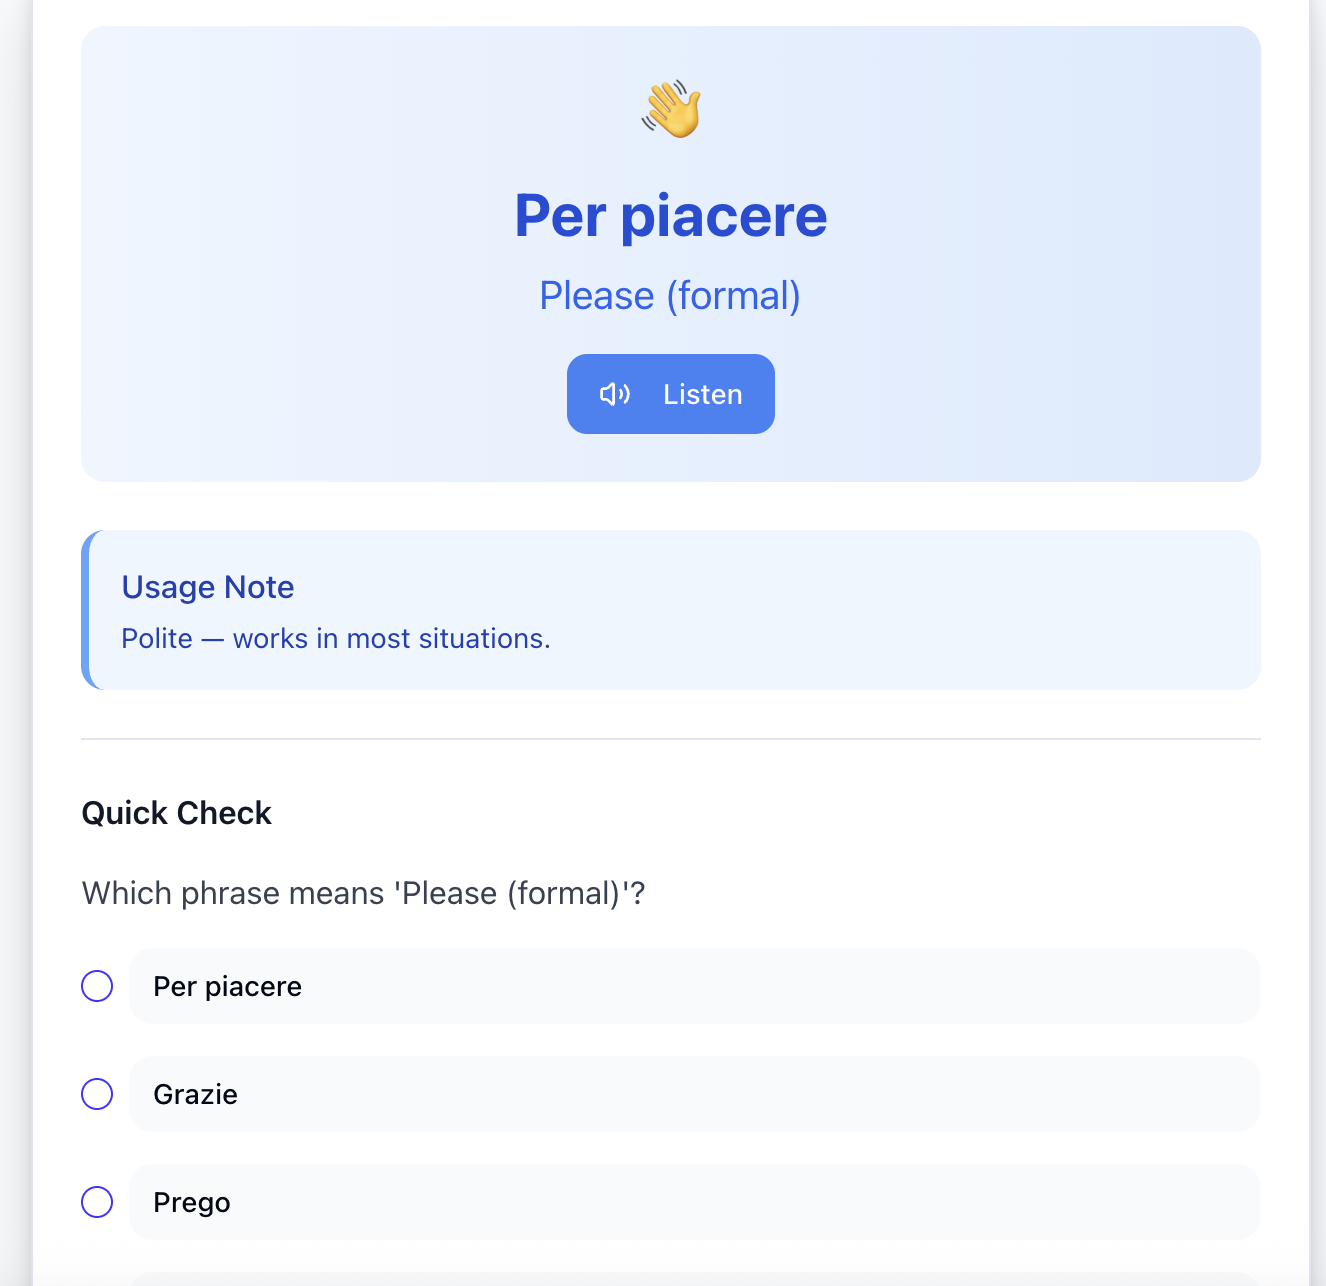 Per piacere
Please (formal)
Listen
Usage Note
Polite — works in most situations.
Quick Check
Which phrase means 'Please (formal)'?
Per piacere
Grazie
Prego